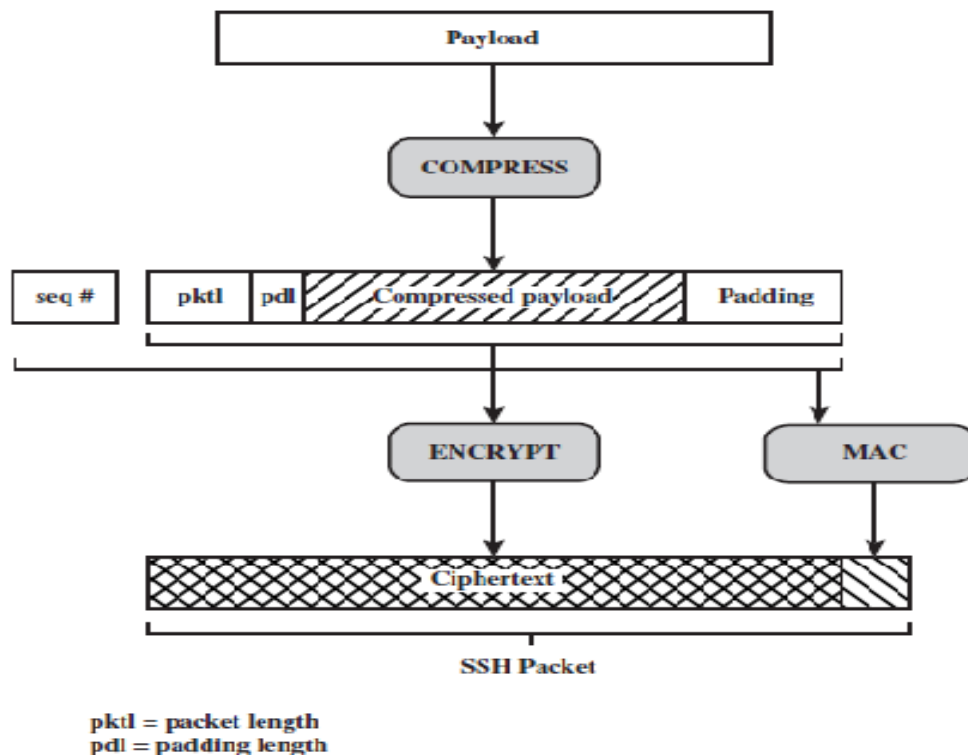 Payload
COMPRESS
seq # pktl pdl Compressed payload Padding
ENCRYPT MAC
Ciphertext
SSH Packet
pktl = packet length
pdl = padding length